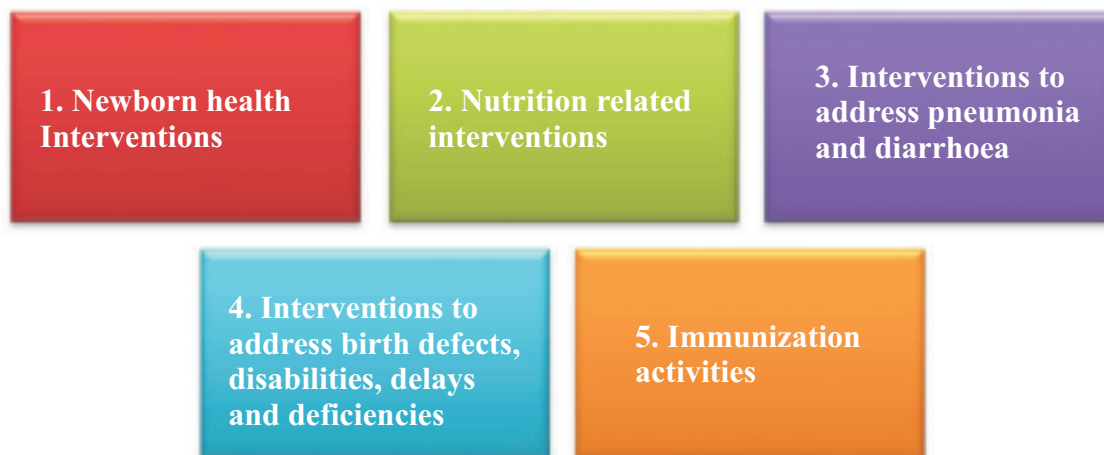 1. Newborn health
Interventions
2. Nutrition related
interventions
3. Interventions to
address pneumonia
and diarrhoea
4. Interventions to
address birth defects,
disabilities, delays
and deficiencies
5. Immunization
activities